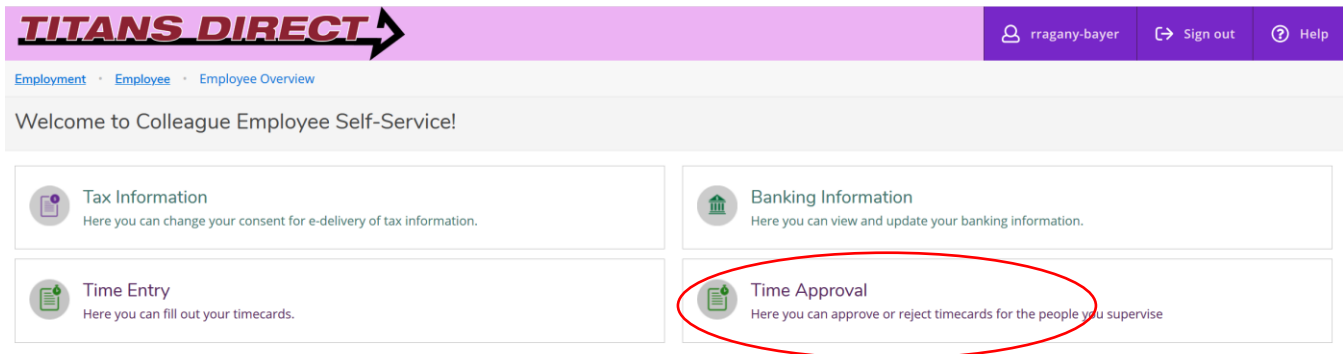 TITANS DIRECT
rragany-bayer Sign out Help
Employment · Employee · Employee Overview
Welcome to Colleague Employee Self-Service!
Tax Information
Here you can change your consent for e-delivery of tax information.
Banking Information
Here you can view and update your banking information.
Time Entry
Here you can fill out your timecards.
Time Approval
Here you can approve or reject timecards for the people you supervise